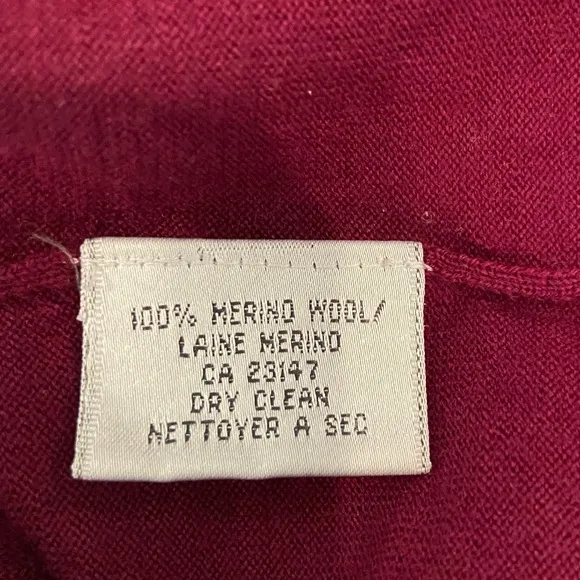 100% MERINO WOOL/
LAINE MERINO
CA 23147
DRY CLEAN
NETTOYER A SEC